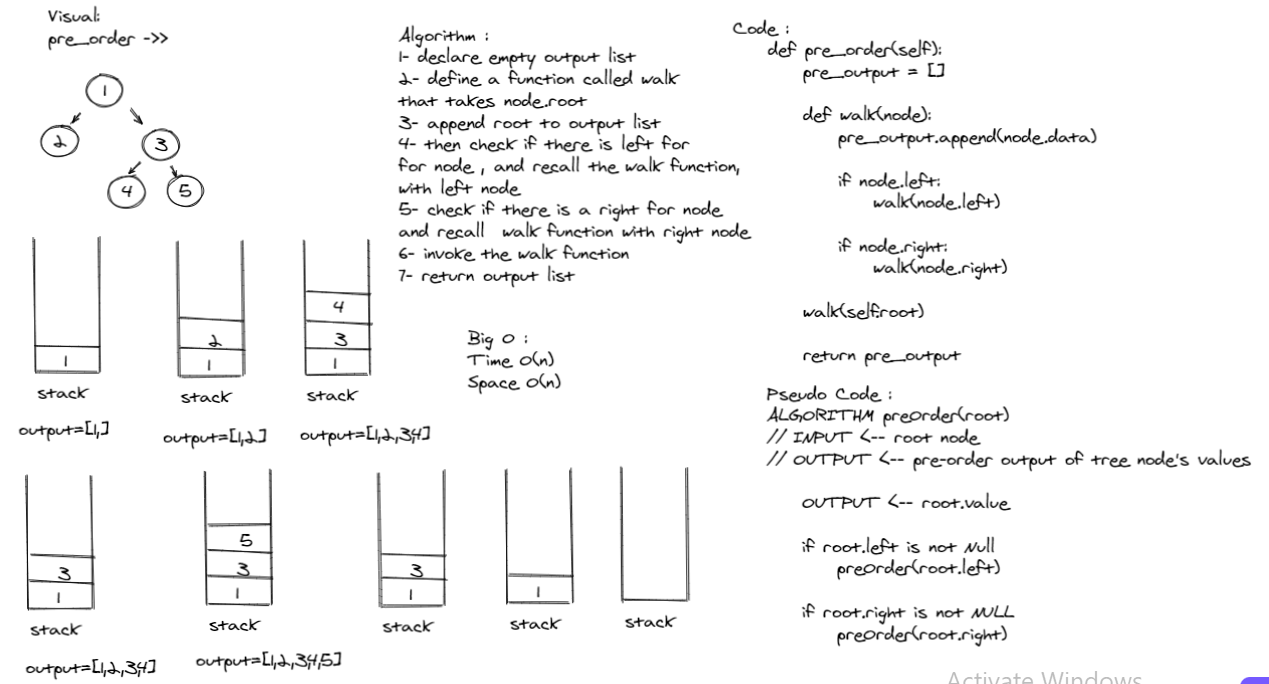 Visual:
pre_order ->>
1
2
3
4
5
Algorithm :
1- declare empty output list
2- define a function called walk
that takes node.root
3- append root to output list
4- then check if there is left for
for node , and recall the walk function,
with left node
5- check if there is a right for node
and recall walk function with right node
6- invoke the walk function
7- return output list
Big O :
Time O(n)
Space O(n)
1
stack
output=[1,]
2
1
stack
output=[1,2]
4
3
1
stack
output=[1,2,3,4]
3
1
stack
output=[1,2,3,4]
5
3
1
stack
output=[1,2,3,4,5]
3
1
stack
1
stack
stack
Code :
def pre_order(self):
pre_output = []
def walk(node):
pre_output.append(node.data)
if node.left:
walk(node.left)
if node.right:
walk(node.right)
walk(self.root)
return pre_output
Pseudo Code :
ALGORITHM preOrder(root)
// INPUT <-- root node
// OUTPUT <-- pre-order output of tree node's values
OUTPUT <-- root.value
if root.left is not Null
preOrder(root.left)
if root.right is not NULL
preOrder(root.right)
Activate Windows